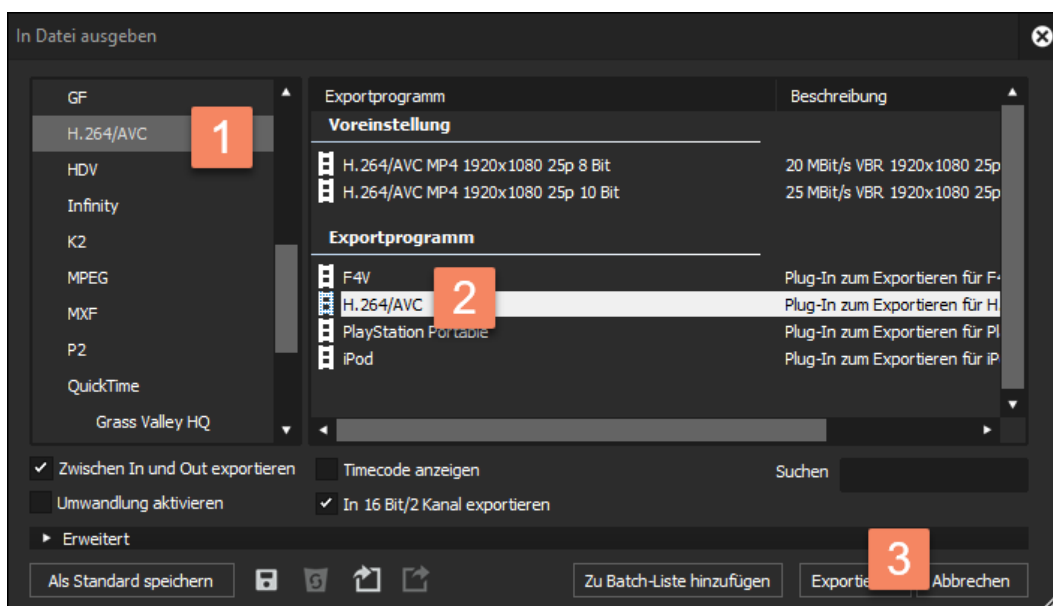 In Datei ausgeben
GF
H.264/AVC
HDV
Infinity
K2
MPEG
MXF
P2
QuickTime
Grass Valley HQ
1
Exportprogramm Beschreibung
Voreinstellung
H.264/AVC MP4 1920x1080 25p 8 Bit 20 MBit/s VBR 1920x1080 25p
H.264/AVC MP4 1920x1080 25p 10 Bit 25 MBit/s VBR 1920x1080 25p
Exportprogramm
F4V Plug-In zum Exportieren für F4
H.264/AVC Plug-In zum Exportieren für H
2
PlayStation Portable Plug-In zum Exportieren für Pl
iPod Plug-In zum Exportieren für iP
Zwischen In und Out exportieren Timecode anzeigen Suchen
Umwandlung aktivieren In 16 Bit/2 Kanal exportieren
Erweitert
Als Standard speichern Zu Batch-Liste hinzufügen Exportie 3 Abbrechen